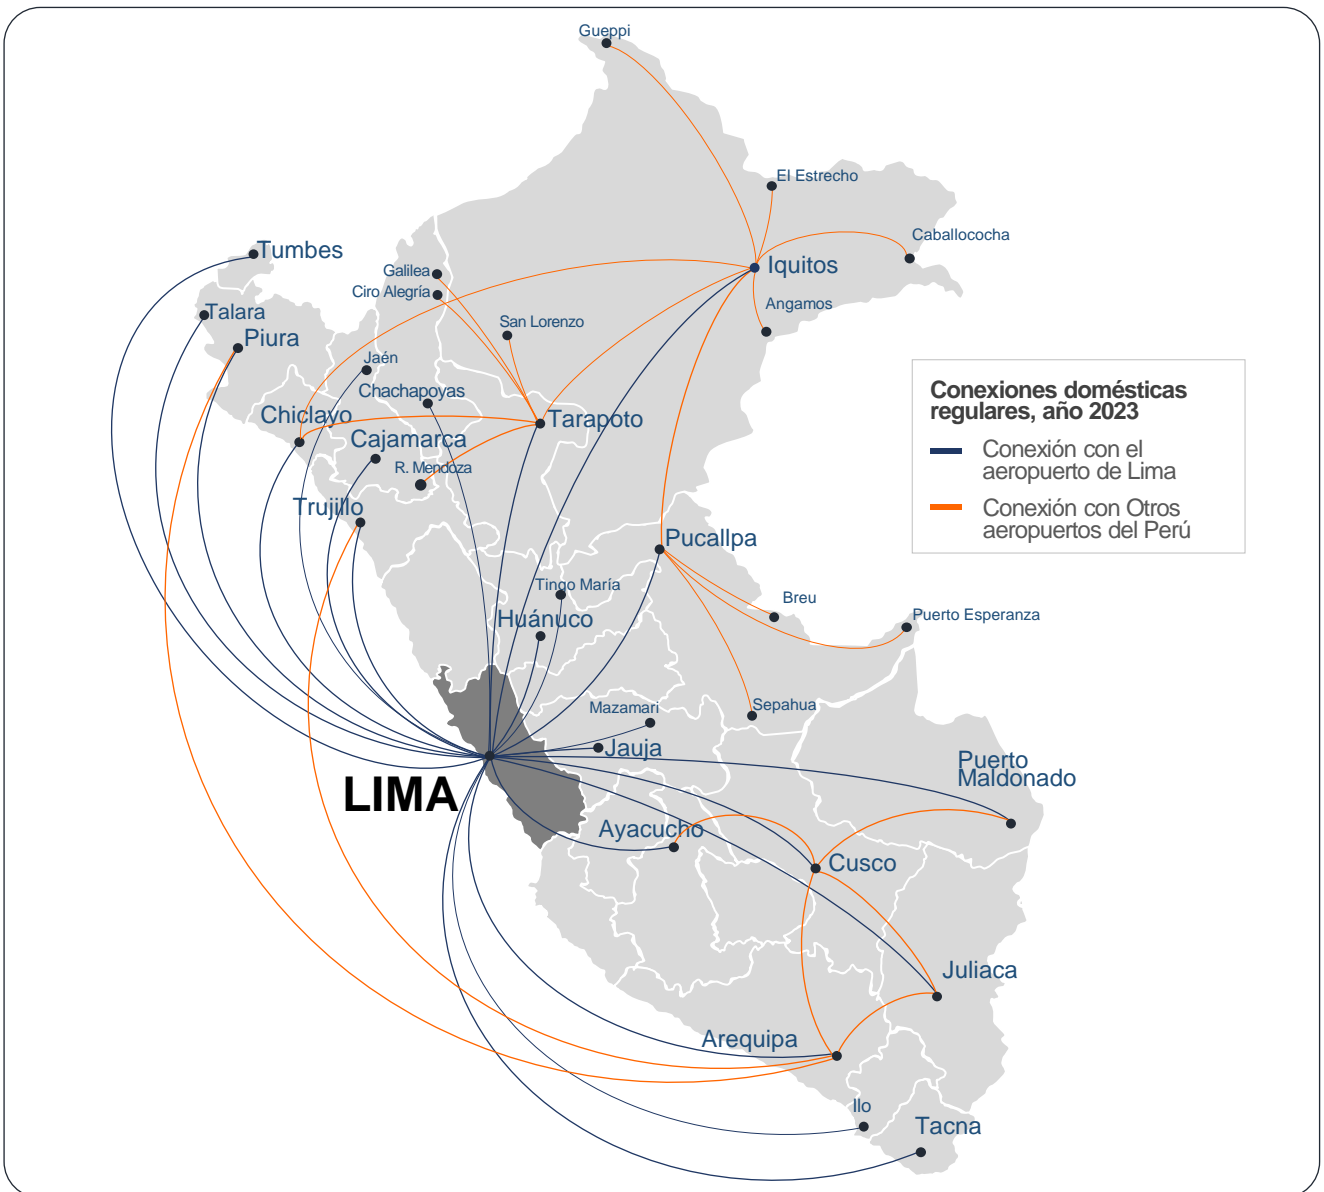 Gueppi
El Estrecho
Caballococha
Tumbes
Iquitos
Galilea
Ciro Alegría
Angamos
Talara
San Lorenzo
Piura
Jaén
Chachapoyas
Chiclayo
Tarapoto
Cajamarca
R. Mendoza
Trujillo
Conexiones domésticas
regulares, año 2023
Conexión con el
aeropuerto de Lima
Conexión con Otros
aeropuertos del Perú
Pucallpa
Tingo María
Breu
Huánuco
Puerto Esperanza
Mazamari
Sepahua
Jauja
Puerto
Maldonado
LIMA
Ayacucho
Cusco
Juliaca
Arequipa
Ilo
Tacna